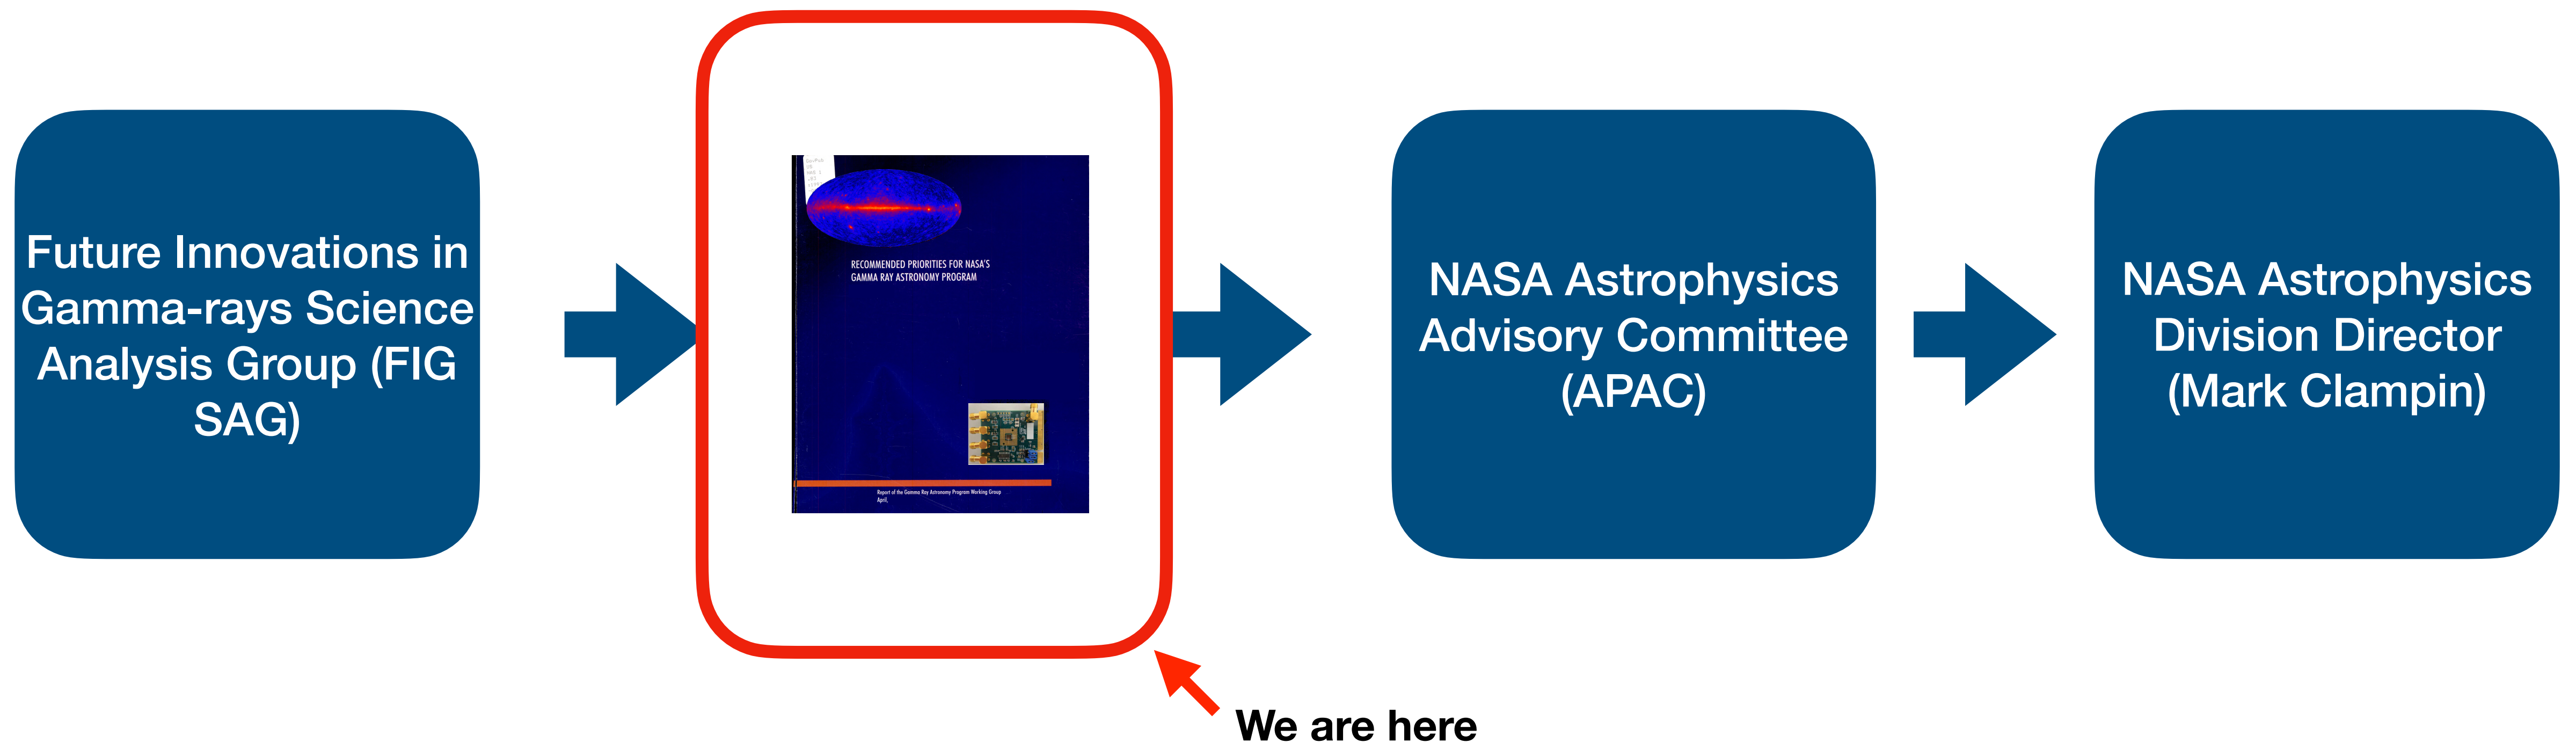 Future Innovations in
Gamma-rays Science
Analysis Group (FIG
SAG)
RECOMMENDED PRIORITIES FOR NASA'S
GAMMA RAY ASTRONOMY PROGRAM
Report of the Gamma Ray Astronomy Program Working Group
April,
NASA Astrophysics
Advisory Committee
(APAC)
NASA Astrophysics
Division Director
(Mark Clampin)
We are here